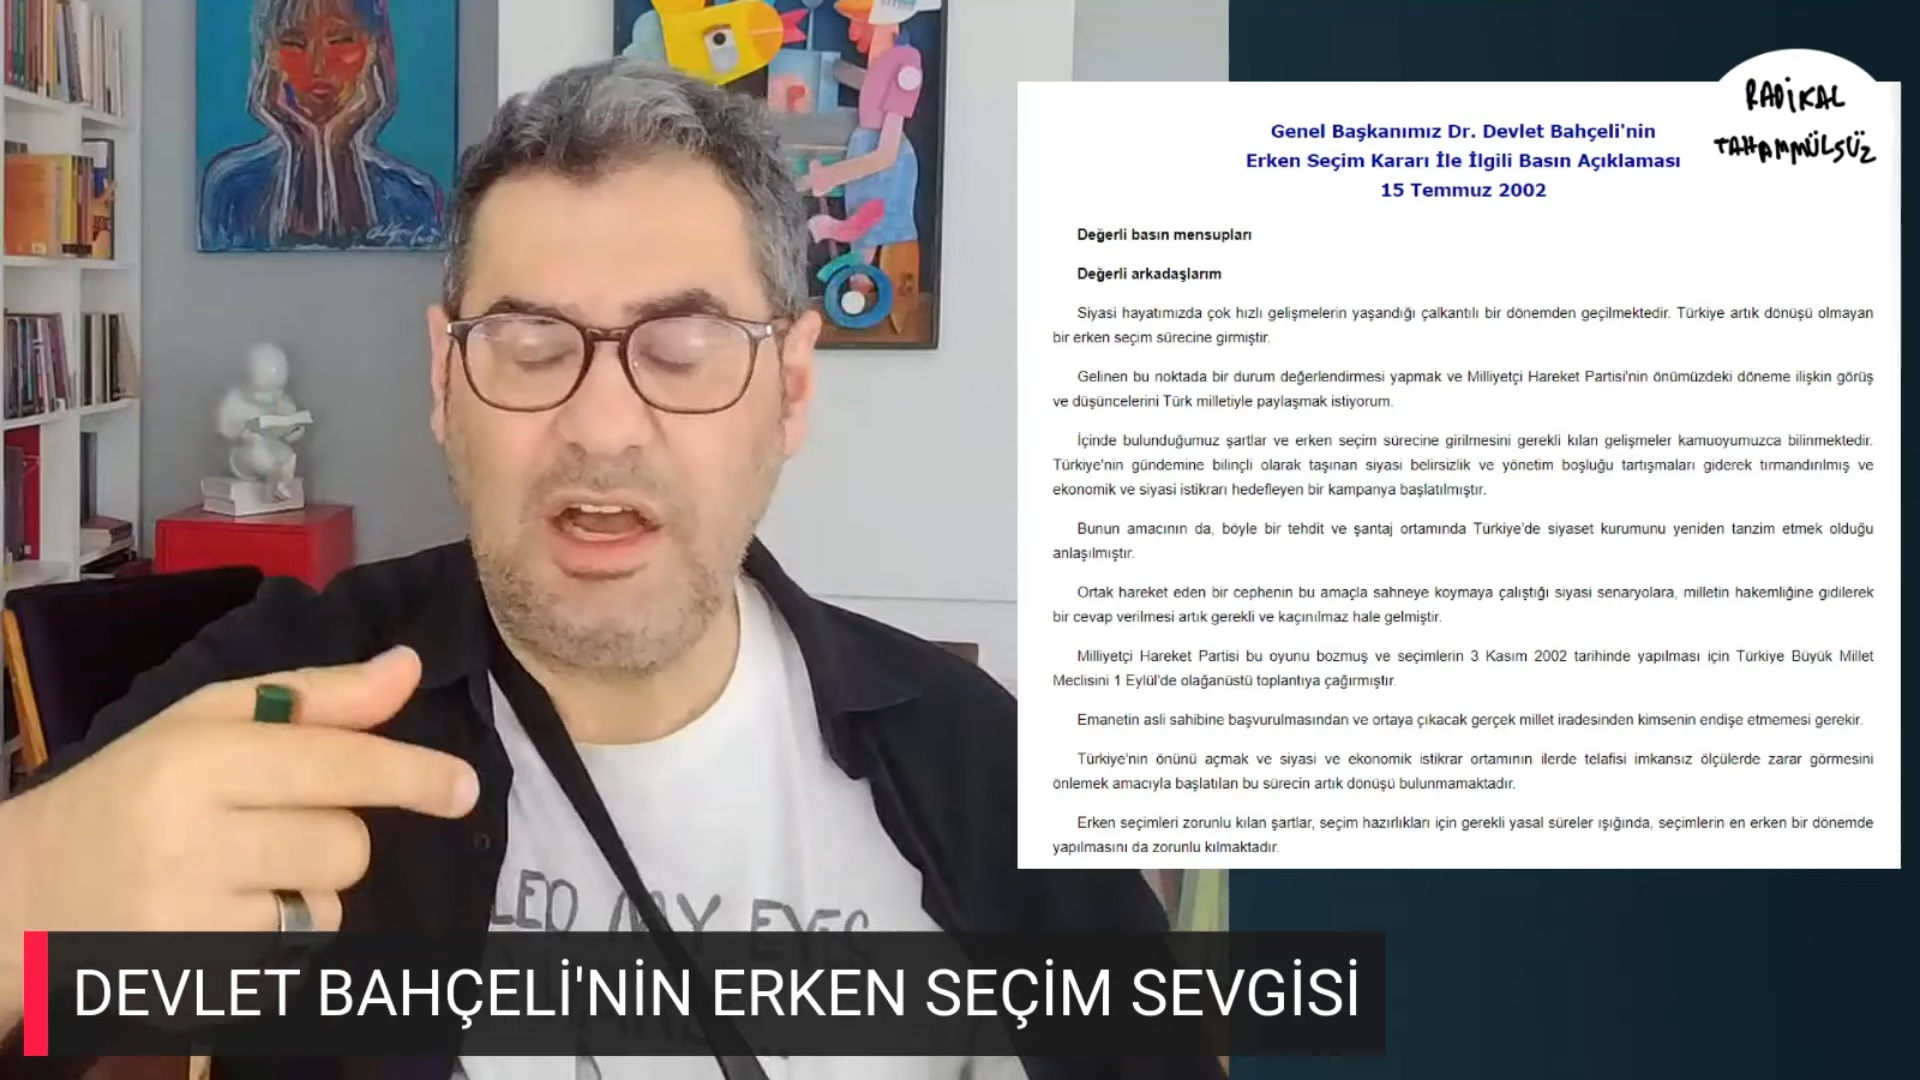 RADİKAL
TAHAMMÜLSÜZ
Genel Başkanımız Dr. Devlet Bahçeli'nin
Erken Seçim Kararı İle İlgili Basın Açıklaması
15 Temmuz 2002
Değerli basın mensupları
Değerli arkadaşlarım
Siyasi hayatımızda çok hızlı gelişmelerin yaşandığı çalkantılı bir dönemden geçilmektedir. Türkiye artık dönüşü olmayan
bir erken seçim sürecine girmiştir.
Gelinen bu noktada bir durum değerlendirmesi yapmak ve Milliyetçi Hareket Partisi'nin önümüzdeki döneme ilişkin görüş
ve düşüncelerini Türk milletiyle paylaşmak istiyorum.
İçinde bulunduğumuz şartlar ve erken seçim sürecine girilmesini gerekli kılan gelişmeler kamuoyumuzca bilinmektedir.
Türkiye'nin gündemine bilinçli olarak taşınan siyasi belirsizlik ve yönetim boşluğu tartışmaları giderek tırmandırılmış ve
ekonomik ve siyasi istikrarı hedefleyen bir kampanya başlatılmıştır.
Bunun amacının da, böyle bir tehdit ve şantaj ortamında Türkiye'de siyaset kurumunu yeniden tanzim etmek olduğu
anlaşılmıştır.
Ortak hareket eden bir cephenin bu amaçla sahneye koymaya çalıştığı siyasi senaryolara, milletin hakemliğine gidilerek
bir cevap verilmesi artık gerekli ve kaçınılmaz hale gelmiştir.
Milliyetçi Hareket Partisi bu oyunu bozmuş ve seçimlerin 3 Kasım 2002 tarihinde yapılması için Türkiye Büyük Millet
Meclisini 1 Eylül'de olağanüstü toplantıya çağırmıştır.
Emanetin asli sahibine başvurulmasından ve ortaya çıkacak gerçek millet iradesinden kimsenin endişe etmemesi gerekir.
Türkiye'nin önünü açmak ve siyasi ve ekonomik istikrar ortamının ilerde telafisi imkansız ölçülerde zarar görmesini
önlemek amacıyla başlatılan bu sürecin artık dönüşü bulunmamaktadır.
Erken seçimleri zorunlu kılan şartlar, seçim hazırlıkları için gerekli yasal süreler ışığında, seçimlerin en erken bir dönemde
yapılmasını da zorunlu kılmaktadır.
LED MY EYES
DEVLET BAHÇELİ'NİN ERKEN SEÇİM SEVGİSİ